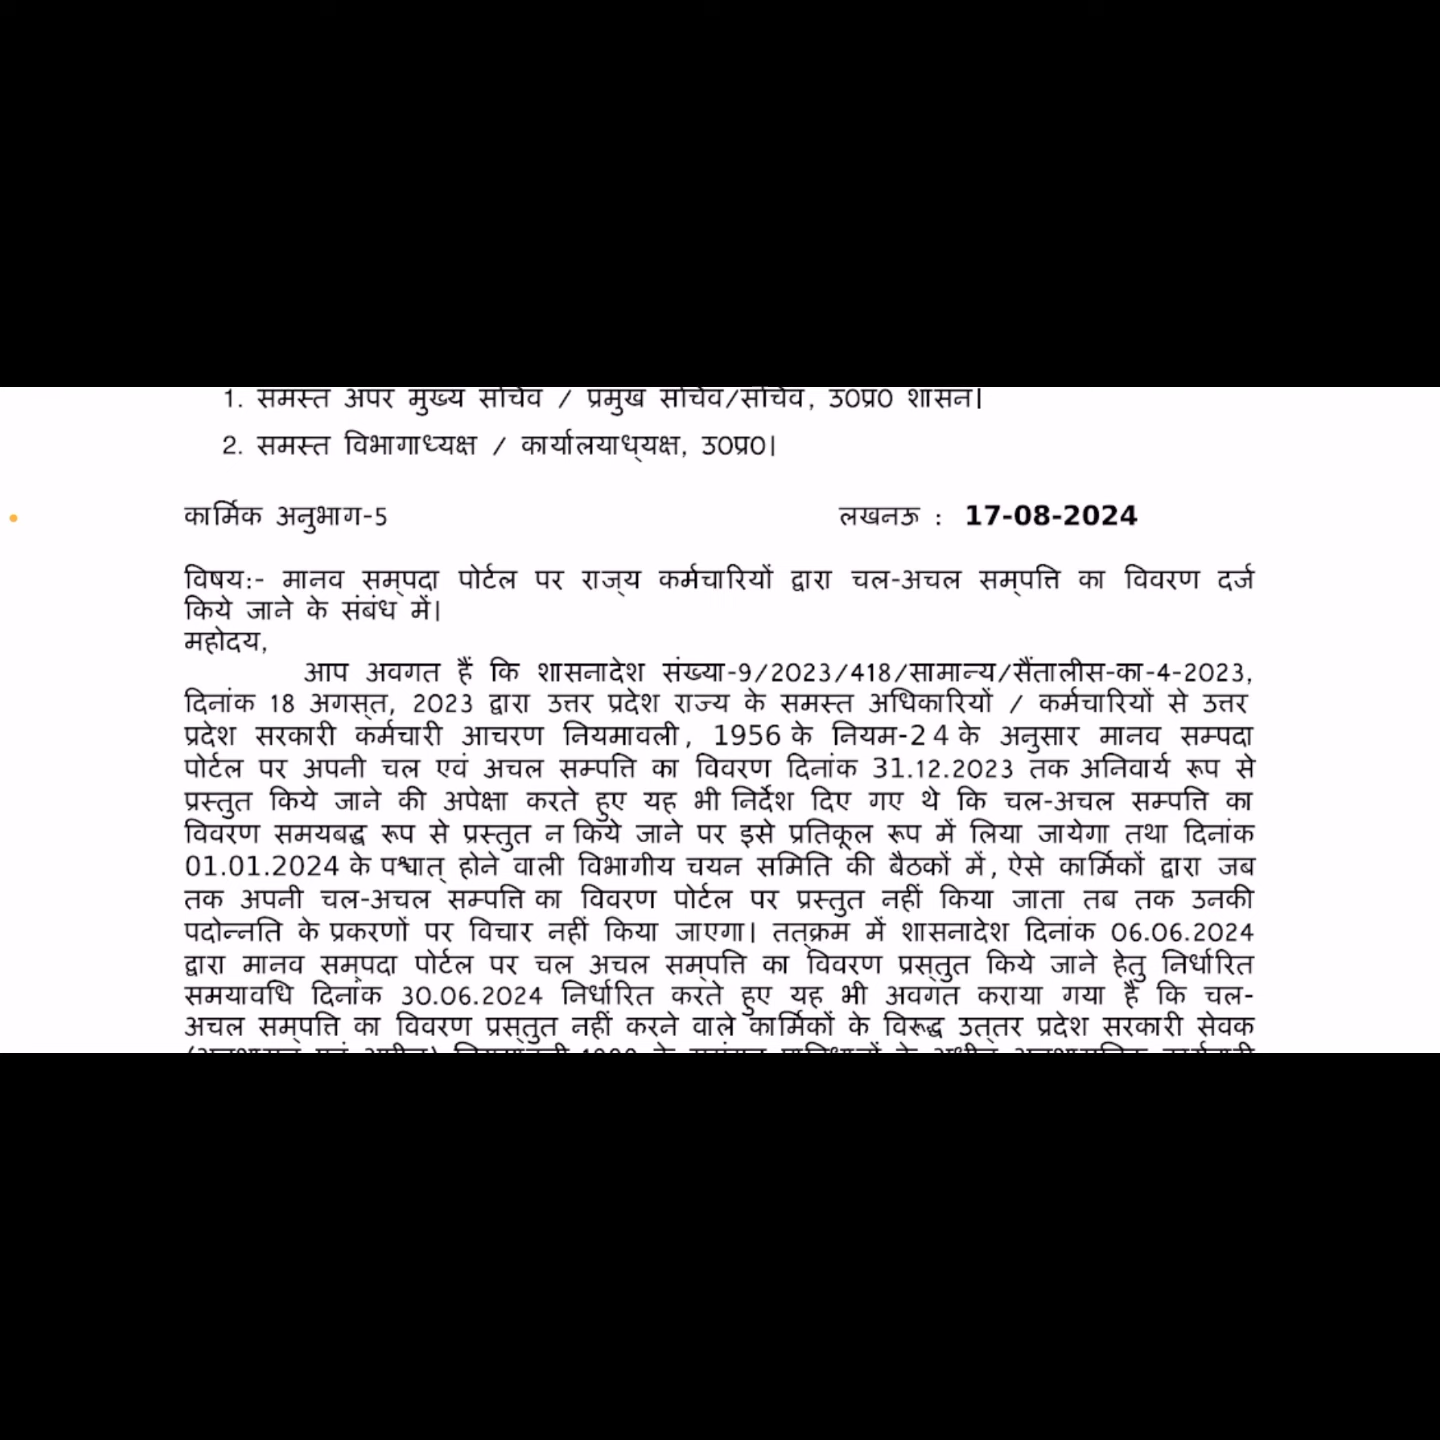 1. समस्त अपर मुख्य सचिव / प्रमुख सचिव/सचिव, उ0प्र0 शासन।
2. समस्त विभागाध्यक्ष / कार्यालयाध्‌यक्ष, उ0प्र0।
कार्मिक अनुभाग-5 लखनऊ : 17-08-2024
विषय:- मानव सम्‌पदा पोर्टल पर राज्‌य कर्मचारियों द्वारा चल-अचल सम्‌पत्ति का विवरण दर्ज
किये जाने के संबंध में।
महोदय,
आप अवगत हैं कि शासनादेश संख्या-9/2023/418/सामान्य/सैंतालीस-का-4-2023,
दिनांक 18 अगस्‌त, 2023 द्वारा उत्तर प्रदेश राज्य के समस्त अधिकारियों / कर्मचारियों से उत्तर
प्रदेश सरकारी कर्मचारी आचरण नियमावली, 1956 के नियम-24 के अनुसार मानव सम्पदा
पोर्टल पर अपनी चल एवं अचल सम्पत्ति का विवरण दिनांक 31.12.2023 तक अनिवार्य रूप से
प्रस्तुत किये जाने की अपेक्षा करते हुए यह भी निर्देश दिए गए थे कि चल-अचल सम्पत्ति का
विवरण समयबद्ध रूप से प्रस्तुत न किये जाने पर इसे प्रतिकूल रूप में लिया जायेगा तथा दिनांक
01.01.2024 के पश्चात् होने वाली विभागीय चयन समिति की बैठकों में, ऐसे कार्मिकों द्वारा जब
तक अपनी चल-अचल सम्पत्ति का विवरण पोर्टल पर प्रस्तुत नहीं किया जाता तब तक उनकी
पदोन्नति के प्रकरणों पर विचार नहीं किया जाएगा। तत्‌क्रम में शासनादेश दिनांक 06.06.2024
द्वारा मानव सम्‌पदा पोर्टल पर चल अचल सम्‌पत्ति का विवरण प्रस्‌तुत किये जाने हेतु निर्धारित
समयावधि दिनांक 30.06.2024 निर्धारित करते हुए यह भी अवगत कराया गया है कि चल-
अचल सम्‌पत्ति का विवरण प्रस्‌तुत नहीं करने वाले कार्मिकों के विरूद्ध उत्‌तर प्रदेश सरकारी सेवक